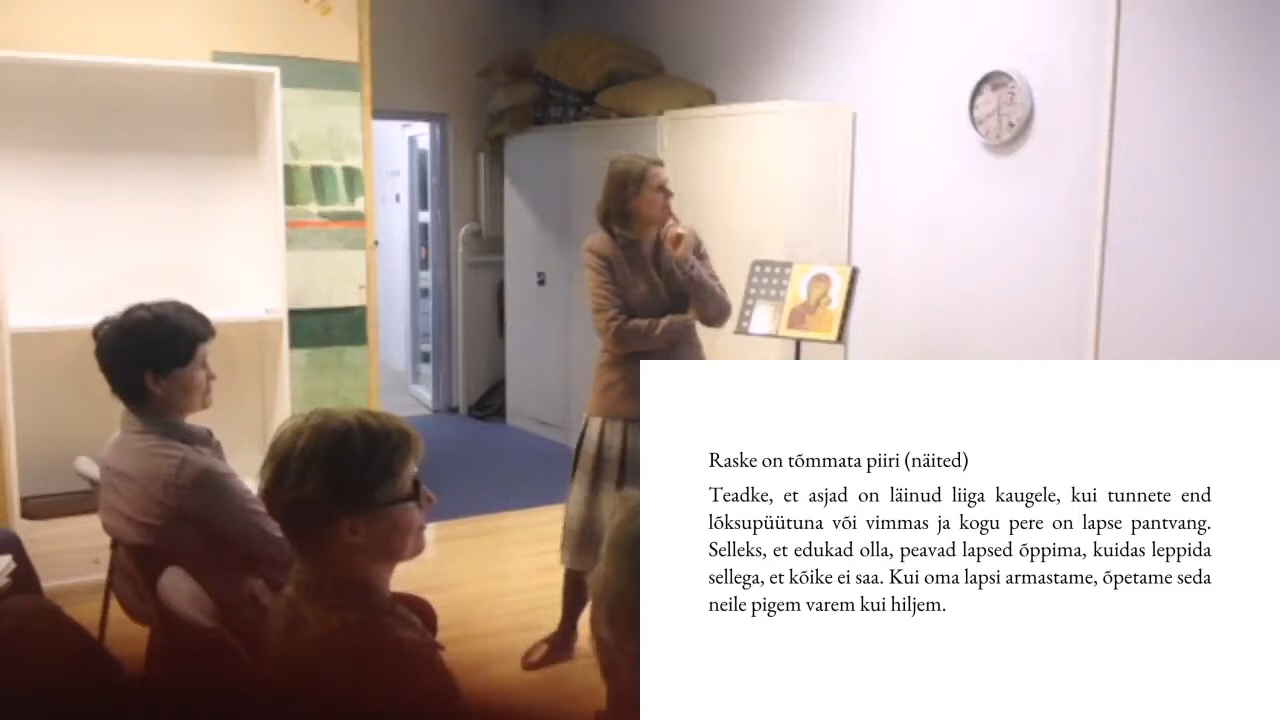 Raske on tõmmata piiri (näited)
Teadke, et asjad on läinud liiga kaugele, kui tunnete end
lõksupüütuna või vimmas ja kogu pere on lapse pantvang.
Selleks, et edukad olla, peavad lapsed õppima, kuidas leppida
sellega, et kõike ei saa. Kui oma lapsi armastame, õpetame seda
neile pigem varem kui hiljem.